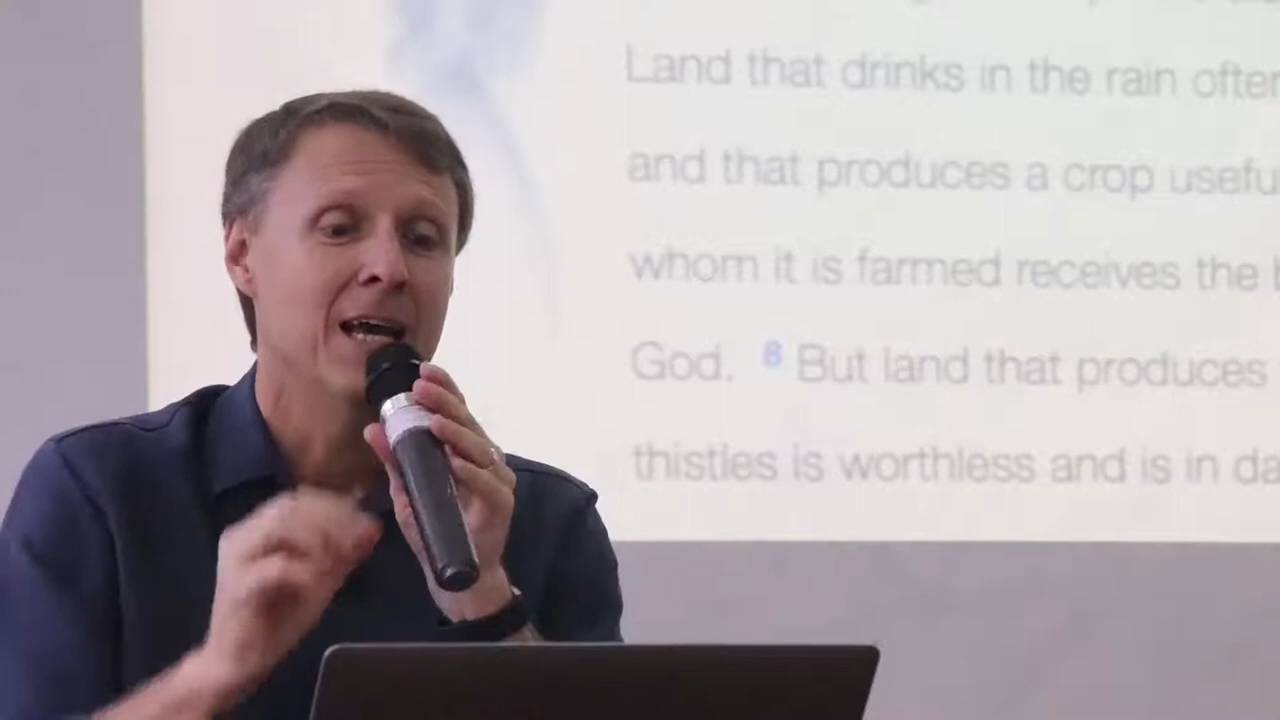 Land that drinks in the rain often
and that produces a crop usefu
whom it is farmed receives the b
God. 8 But land that produces
thistles is worthless and is in da